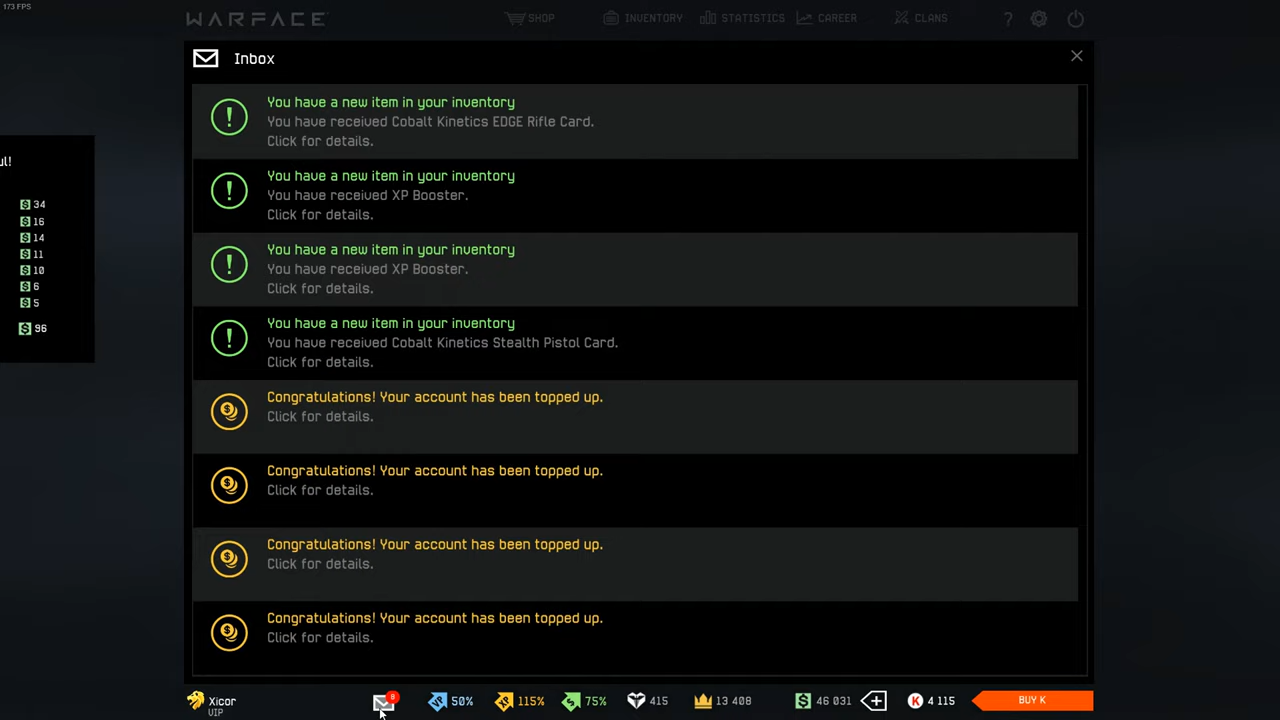 173 FPS
WARFACE
SHOP
INVENTORY
STATISTICS
CAREER
CLANS
?
Inbox
You have a new item in your inventory
You have received Cobalt Kinetics EDGE Rifle Card.
Click for details.
You have a new item in your inventory
You have received XP Booster.
Click for details.
You have a new item in your inventory
You have received XP Booster.
Click for details.
You have a new item in your inventory
You have received Cobalt Kinetics Stealth Pistol Card.
Click for details.
Congratulations! Your account has been topped up.
Click for details.
Congratulations! Your account has been topped up.
Click for details.
Congratulations! Your account has been topped up.
Click for details.
Congratulations! Your account has been topped up.
Click for details.
ul!
$ 34
$ 16
$ 14
$ 11
$ 10
$ 6
$ 5
$ 96
Xicor
VIP
8
50%
115%
75%
415
13 408
$ 46 031
K 4 115
BUY K